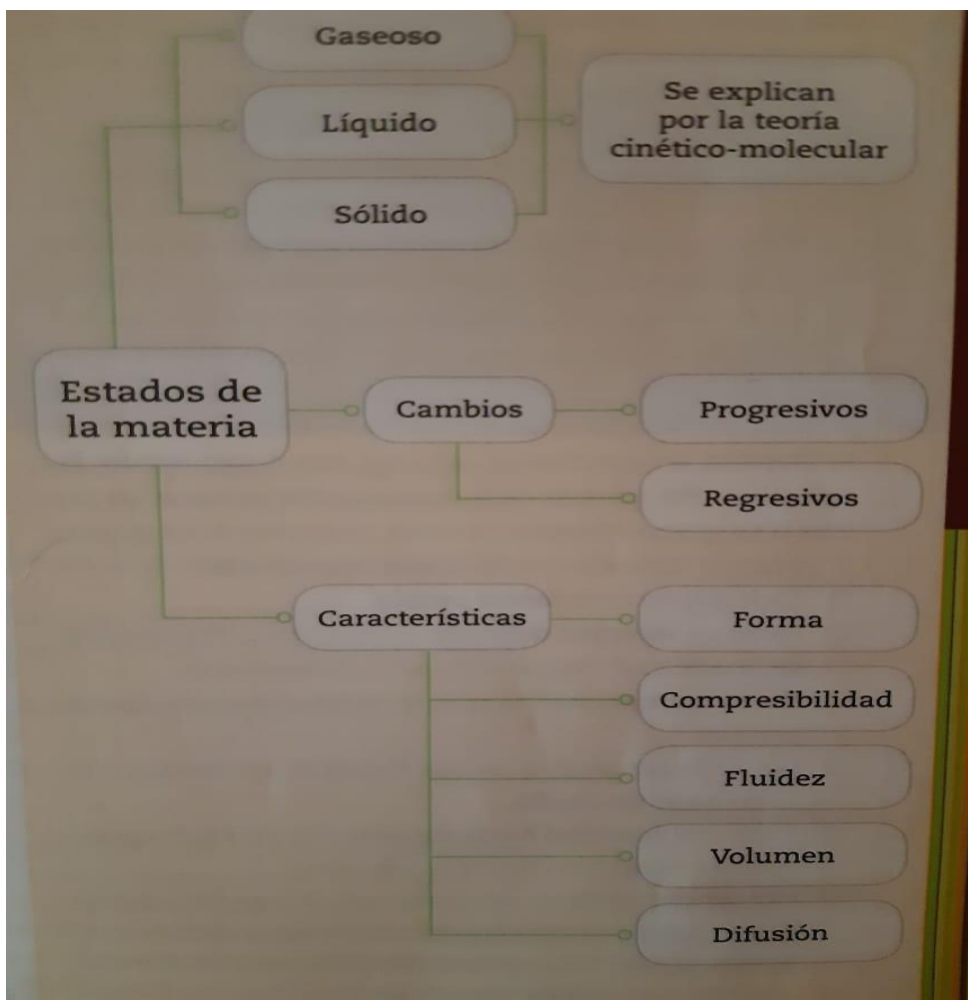 Gaseoso
Líquido
Sólido
Se explican
por la teoría
cinético-molecular
Estados de
la materia
Cambios
Progresivos
Regresivos
Características
Forma
Compresibilidad
Fluidez
Volumen
Difusión